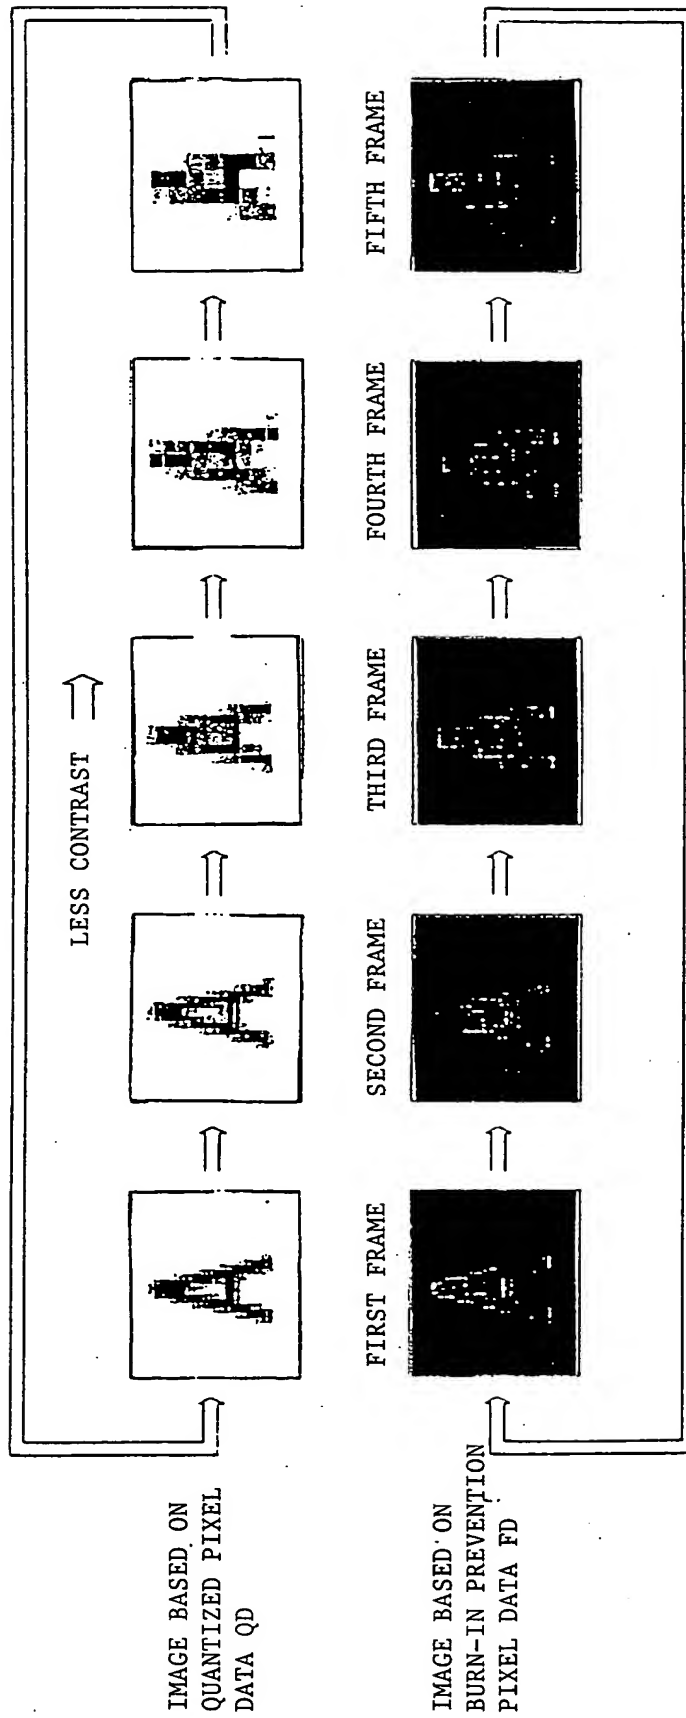 LESS CONTRAST
IMAGE BASED ON
QUANTIZED PIXEL
DATA QD
FIRST FRAME
SECOND FRAME
THIRD FRAME
FOURTH FRAME
FIFTH FRAME
IMAGE BASED ON
BURN-IN PREVENTION
PIXEL DATA FD